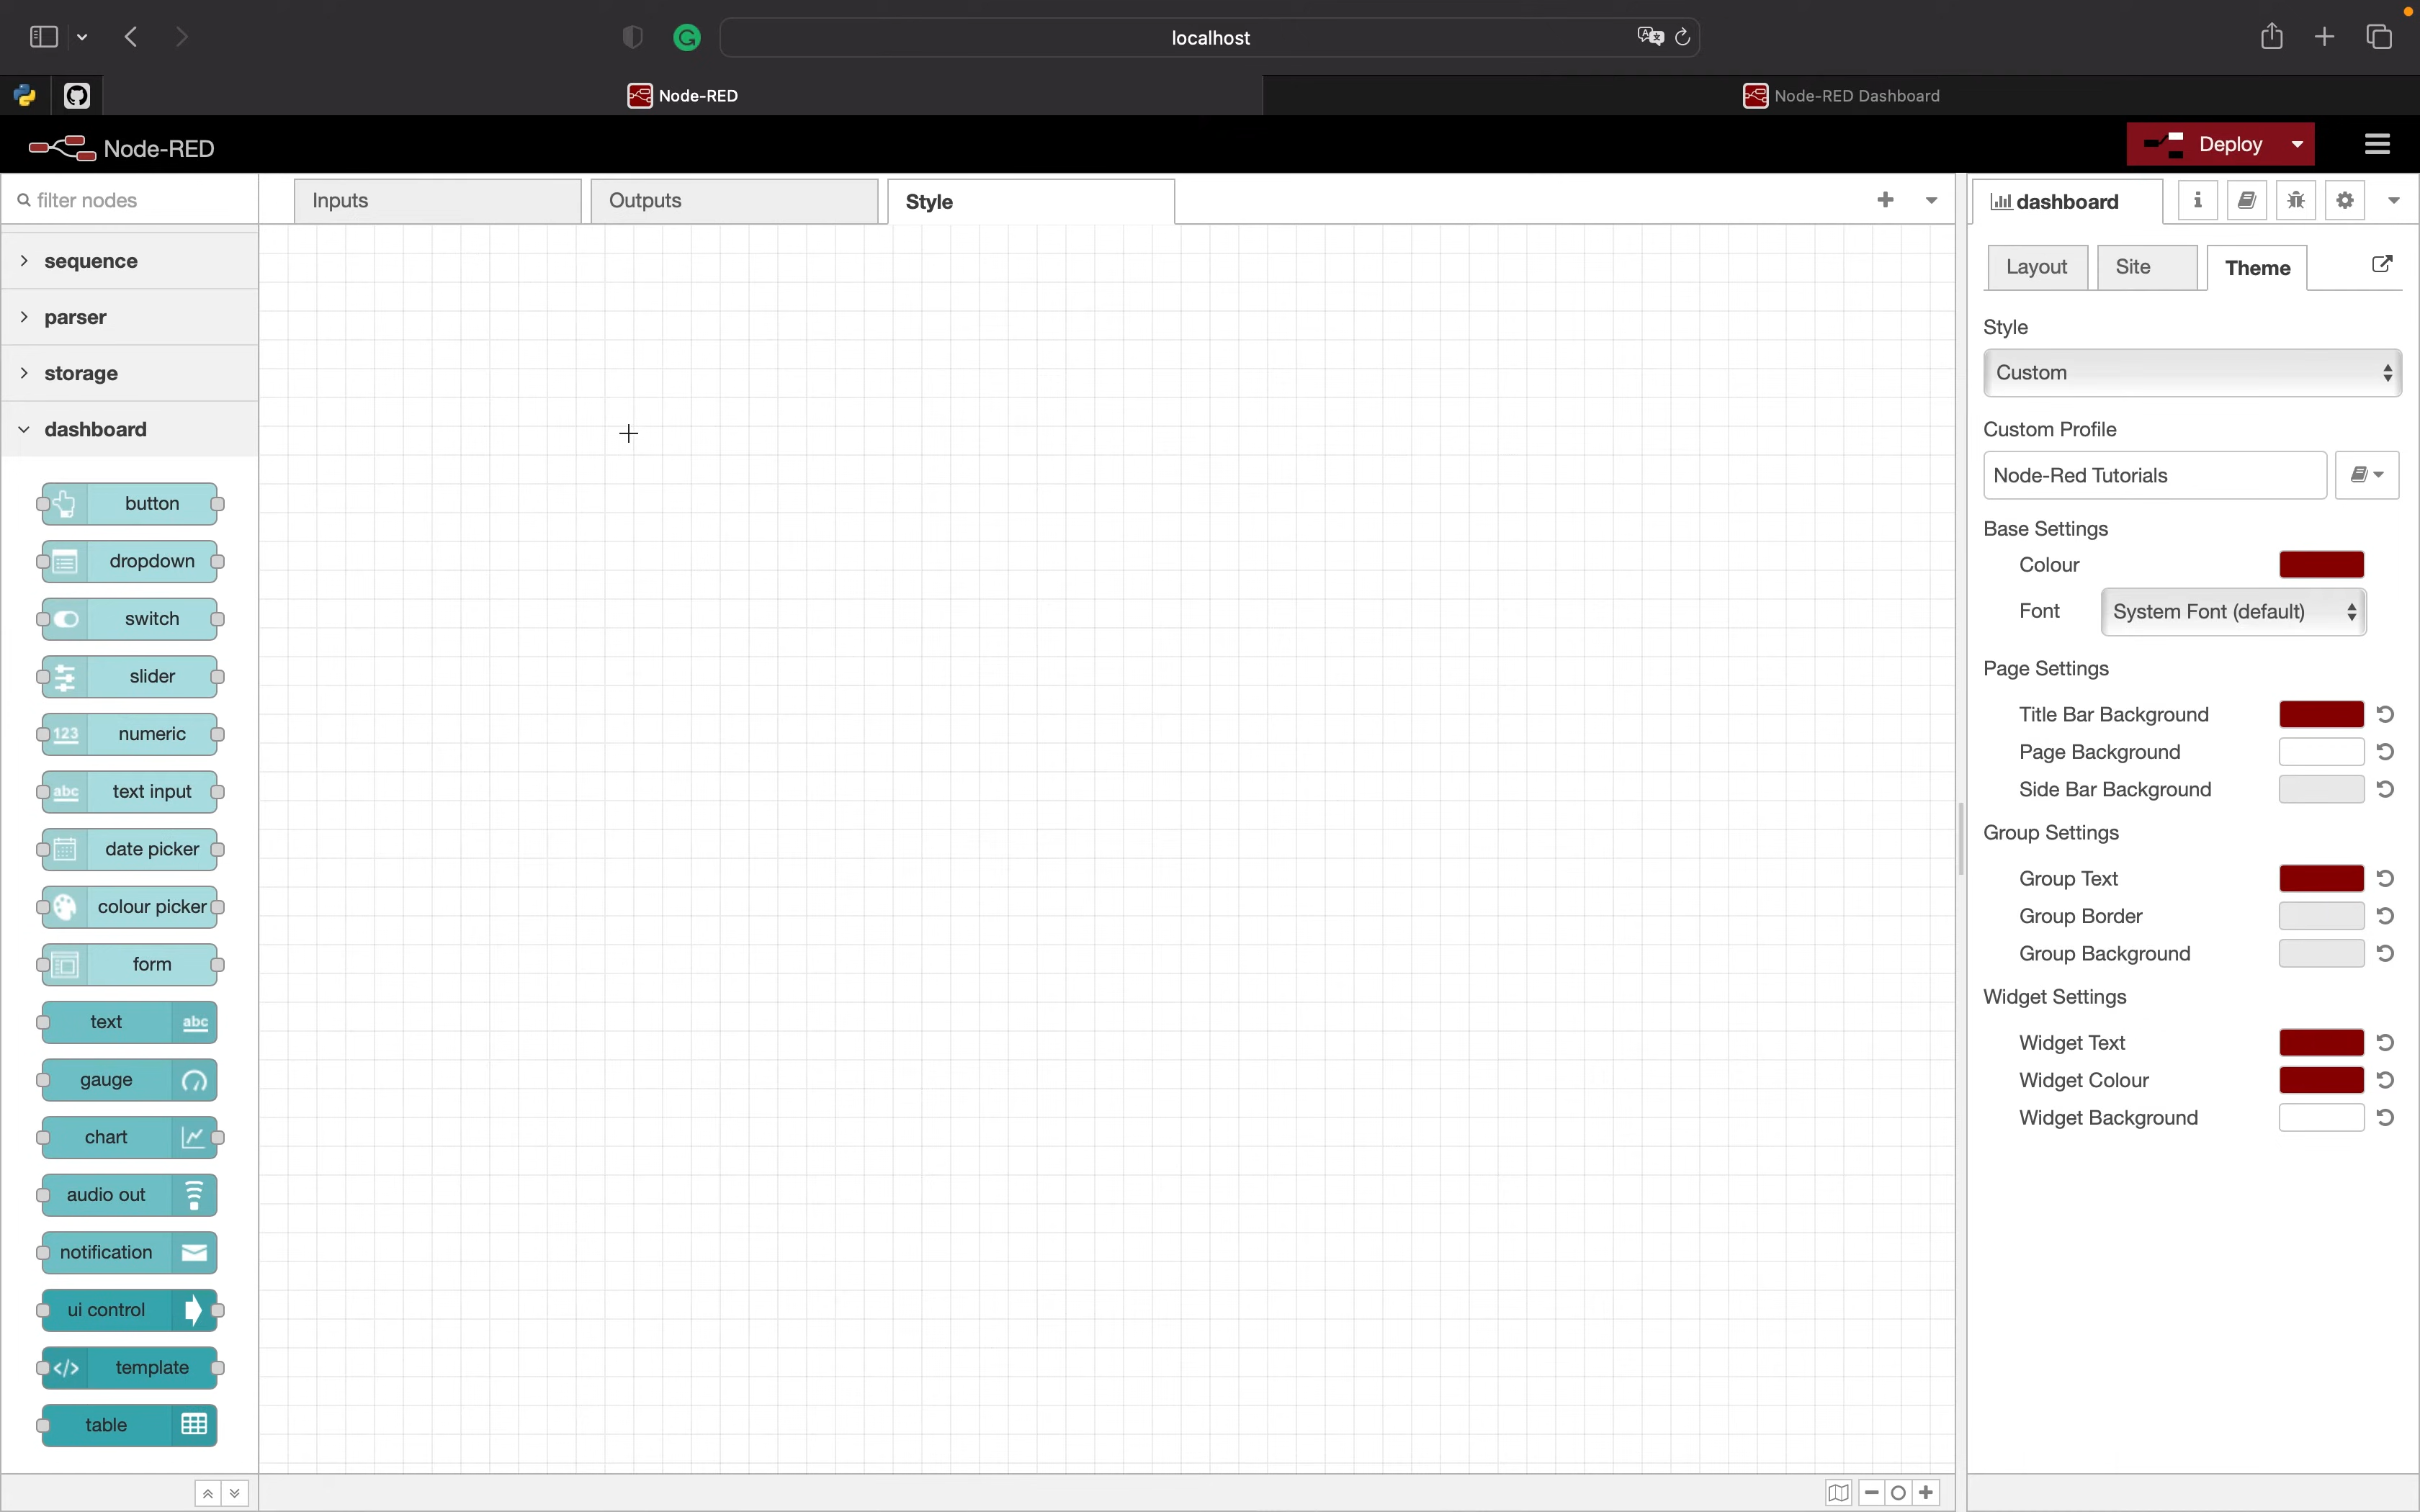 localhost
Node-RED
Node-RED Dashboard
Node-RED
Deploy
filter nodes
Inputs
Outputs
Style
dashboard
sequence
parser
storage
dashboard
button
dropdown
switch
slider
123 numeric
abc text input
date picker
colour picker
form
text abc
gauge
chart
audio out
notification
ui control
</> template
table
Layout
Site
Theme
Style
Custom
Custom Profile
Node-Red Tutorials
Base Settings
Colour
Font System Font (default)
Page Settings
Title Bar Background
Page Background
Side Bar Background
Group Settings
Group Text
Group Border
Group Background
Widget Settings
Widget Text
Widget Colour
Widget Background